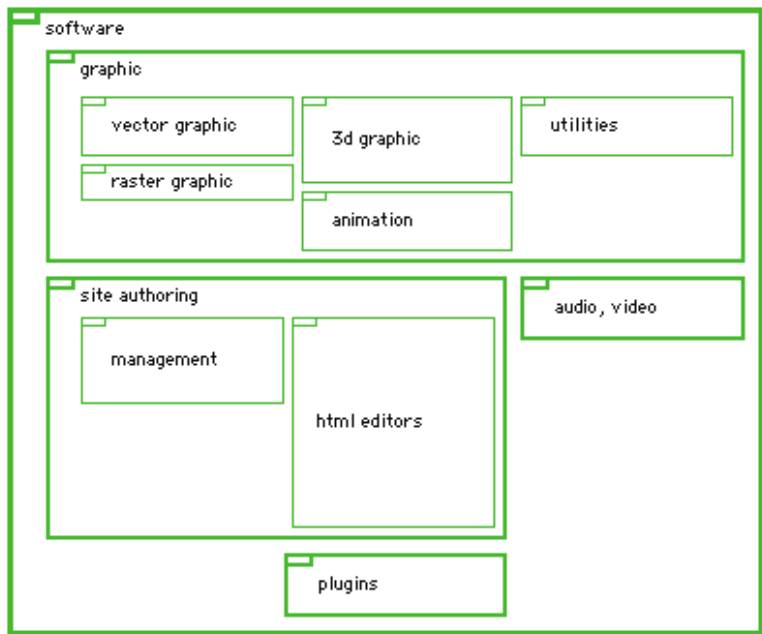 software
graphic
vector graphic
3d graphic
utilities
raster graphic
animation
site authoring
audio, video
management
html editors
plugins